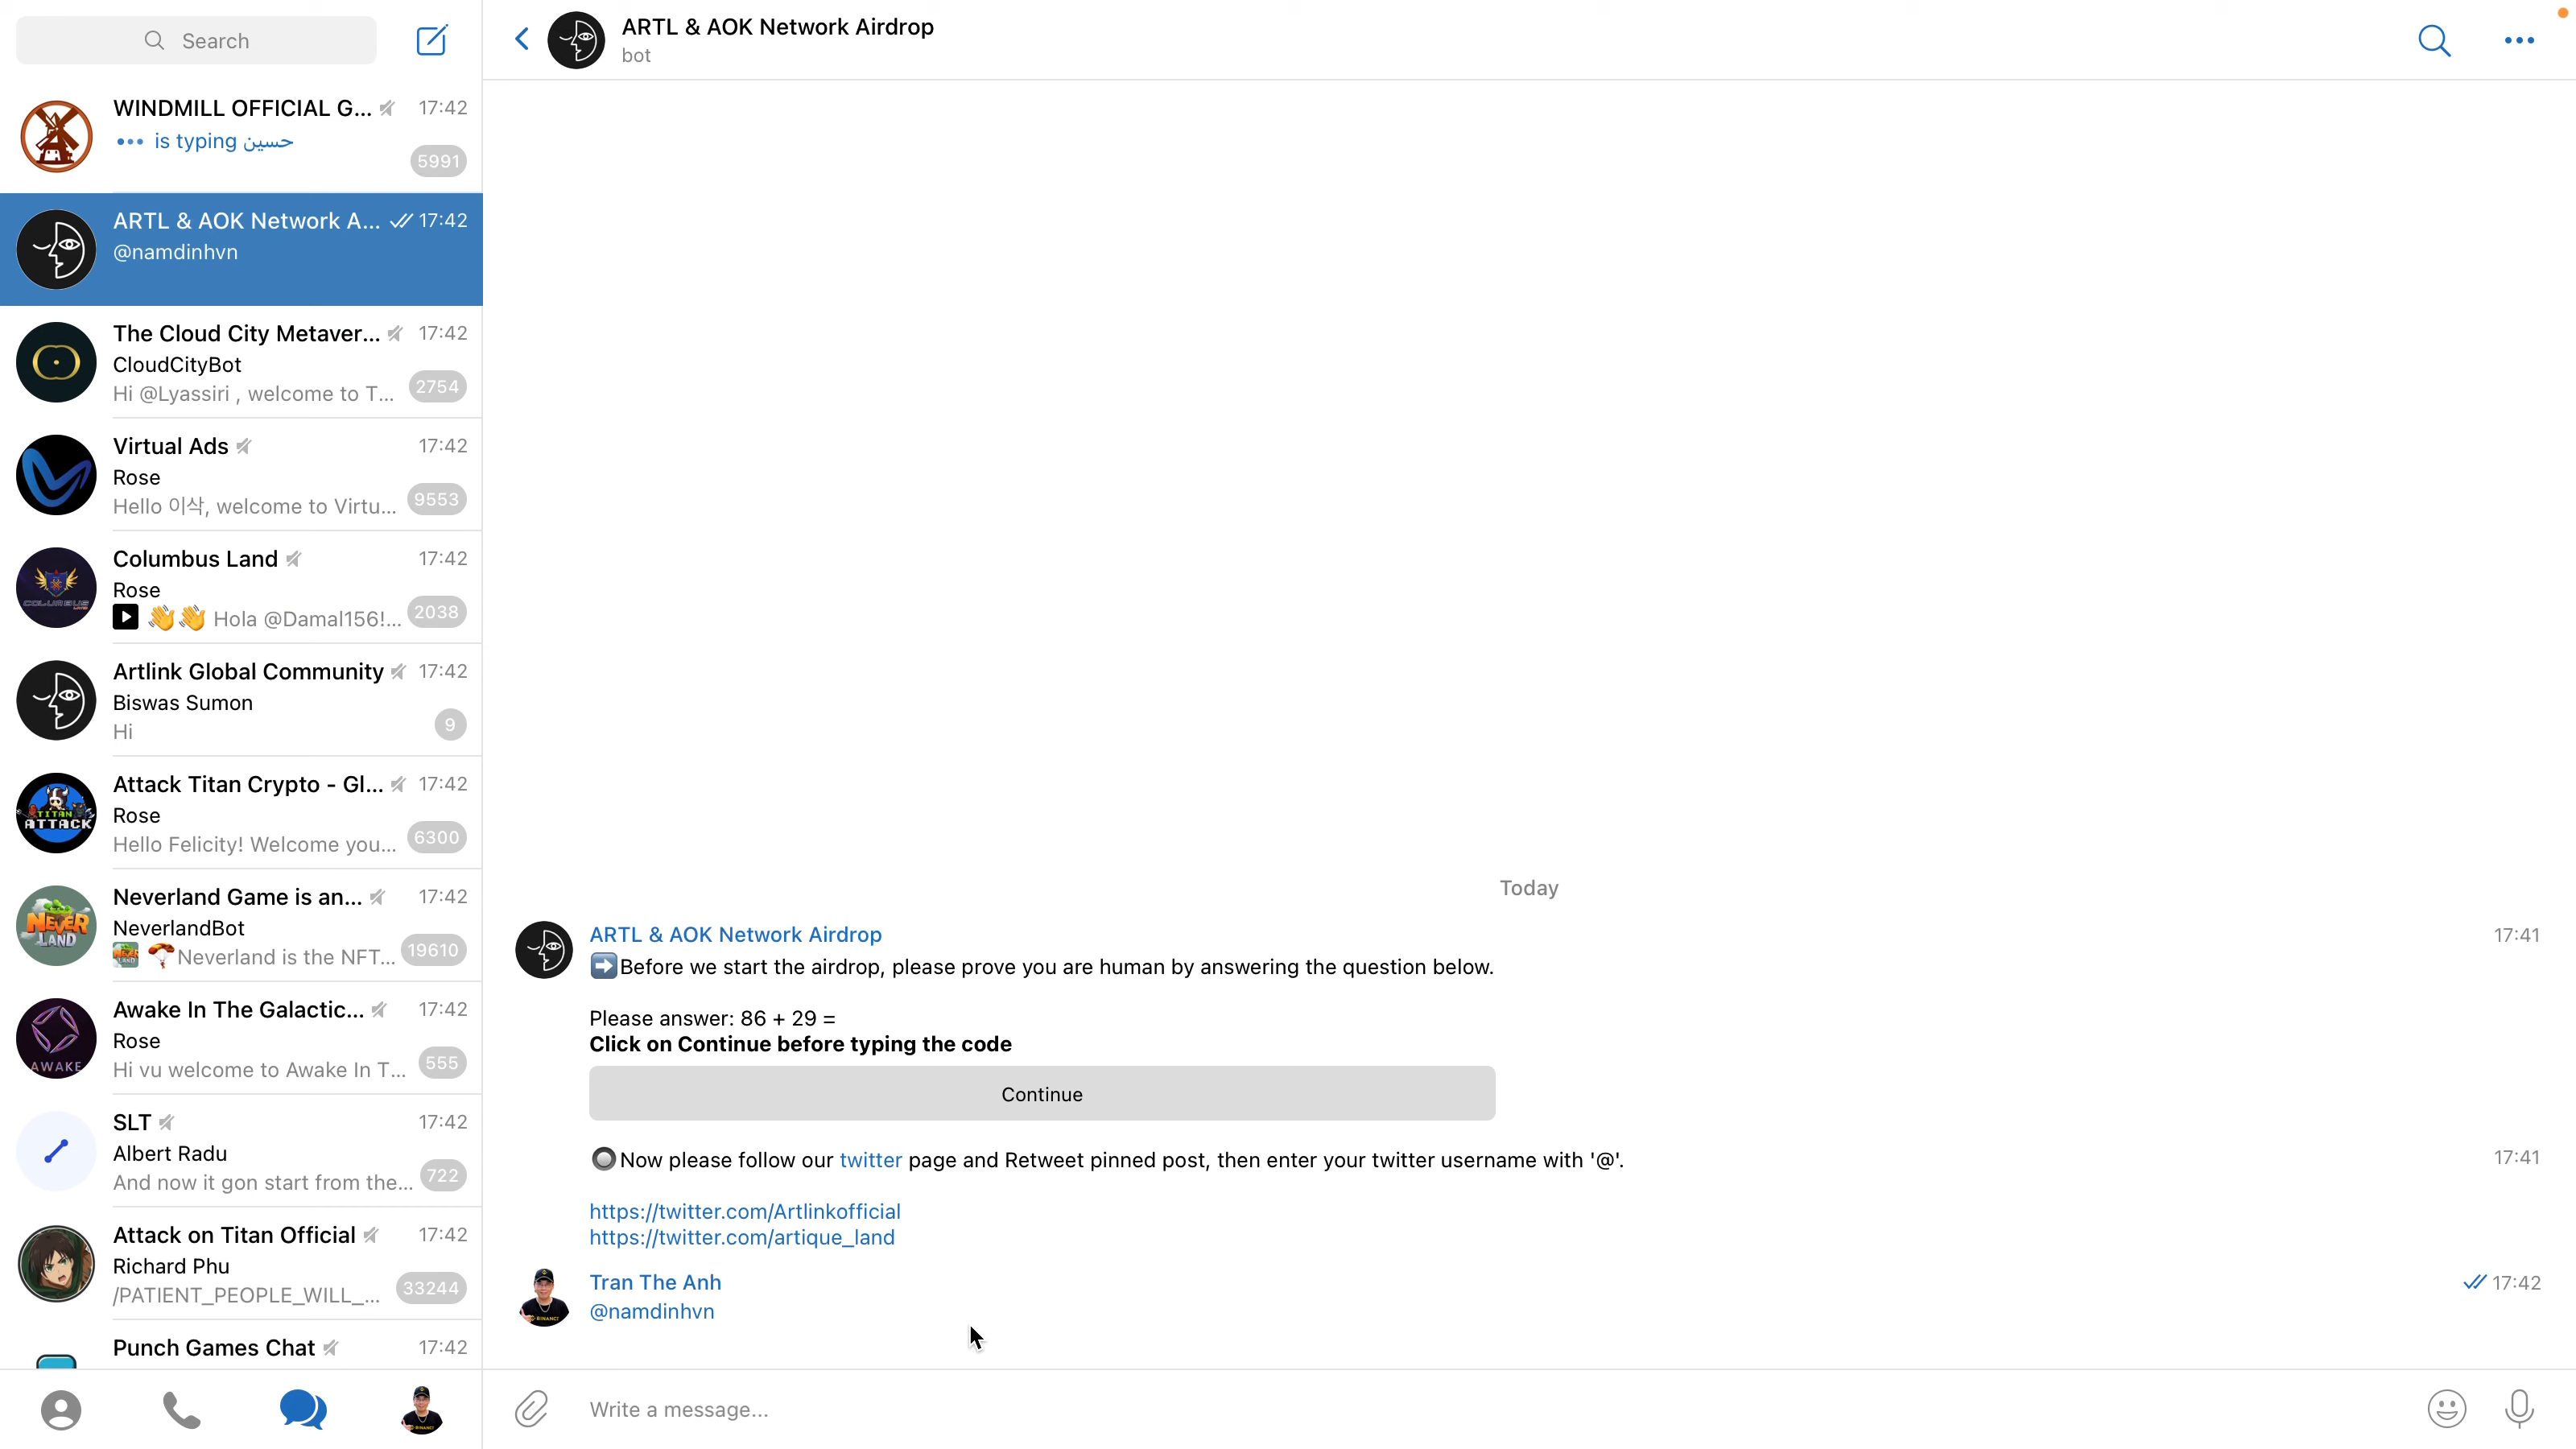 Search
WINDMILL OFFICIAL G... 17:42
••• is typing حسين
5991
ARTL & AOK Network A... 17:42
@namdinhvn
The Cloud City Metaver... 17:42
CloudCityBot
Hi @Lyassiri , welcome to T... 2754
Virtual Ads 17:42
Rose
Hello 이삭, welcome to Virtu... 9553
Columbus Land 17:42
Rose
👋👋 Hola @Damal156!... 2038
Artlink Global Community 17:42
Biswas Sumon
Hi 9
Attack Titan Crypto - Gl... 17:42
Rose
Hello Felicity! Welcome you... 6300
TITAN
ATTACK
Neverland Game is an... 17:42
NeverlandBot
🪂Neverland is the NFT... 19610
NEVER
LAND
Awake In The Galactic... 17:42
Rose
Hi vu welcome to Awake In T... 555
AWAKE
SLT 17:42
Albert Radu
And now it gon start from the... 722
Attack on Titan Official 17:42
Richard Phu
/PATIENT_PEOPLE_WILL_... 33244
Punch Games Chat 17:42
ARTL & AOK Network Airdrop
bot
Today
ARTL & AOK Network Airdrop 17:41
➡️Before we start the airdrop, please prove you are human by answering the question below.
Please answer: 86 + 29 =
Click on Continue before typing the code
Continue
🔘Now please follow our twitter page and Retweet pinned post, then enter your twitter username with '@'. 17:41
https://twitter.com/Artlinkofficial
https://twitter.com/artique_land
Tran The Anh 17:42
@namdinhvn
Write a message...